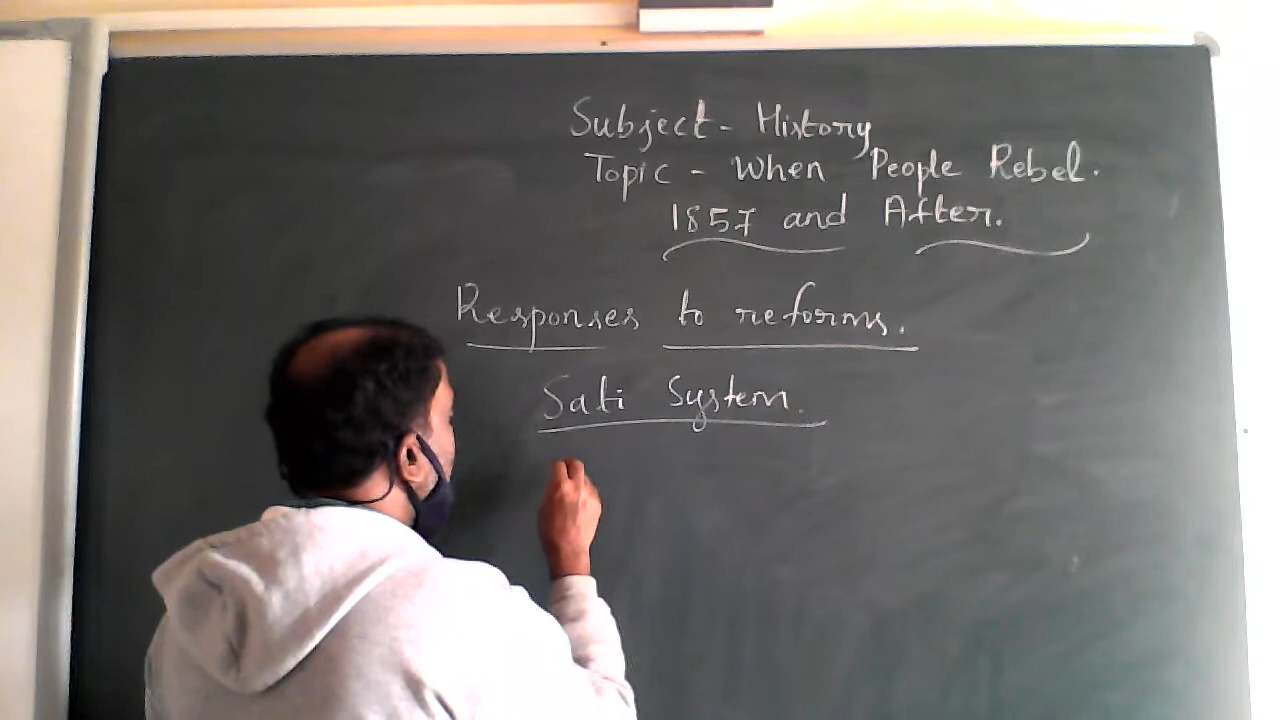 Subject - History
Topic - When People Rebel.
1857 and After.
Responses to reforms.
Sati System.